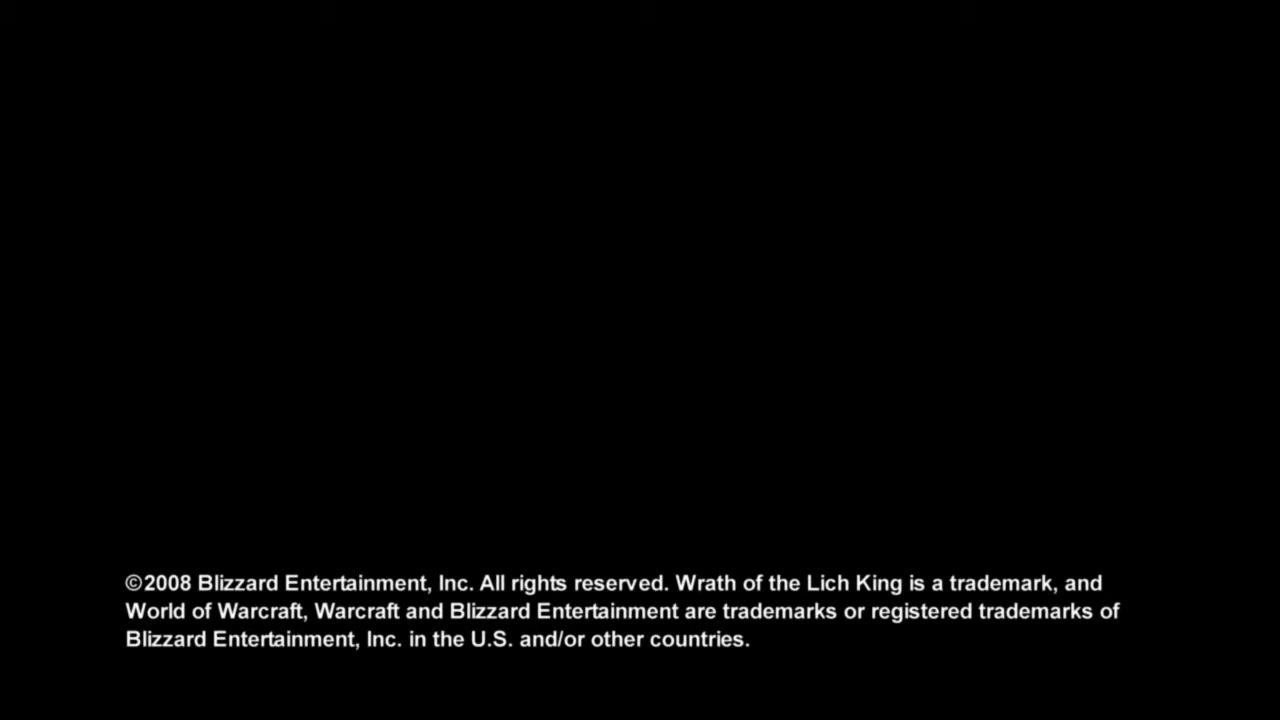 ©2008 Blizzard Entertainment, Inc. All rights reserved. Wrath of the Lich King is a trademark, and
World of Warcraft, Warcraft and Blizzard Entertainment are trademarks or registered trademarks of
Blizzard Entertainment, Inc. in the U.S. and/or other countries.